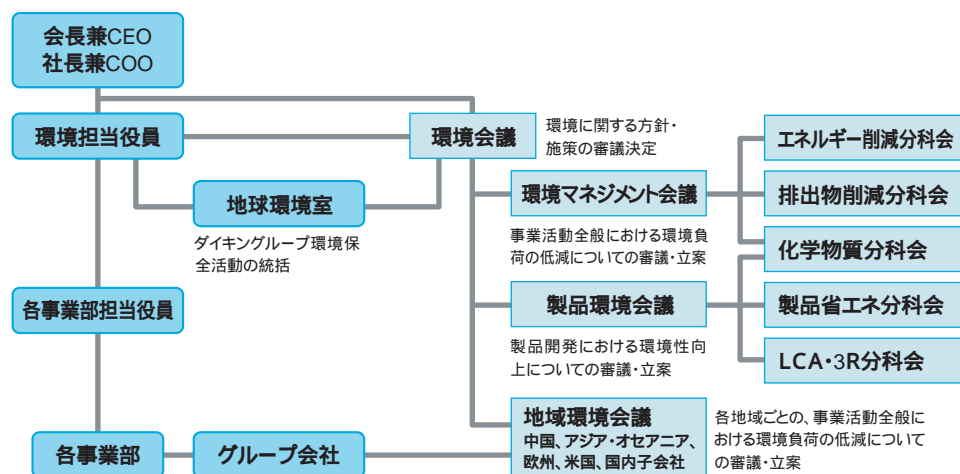 会長兼CEO
社長兼COO
環境担当役員
環境会議
環境に関する方針・
施策の審議決定
地球環境室
ダイキングループ環境保
全活動の統括
環境マネジメント会議
事業活動全般における環境負
荷の低減についての審議・立案
エネルギー削減分科会
排出物削減分科会
化学物質分科会
各事業部担当役員
製品環境会議
製品開発における環境性向
上についての審議・立案
製品省エネ分科会
LCA・3R分科会
各事業部
グループ会社
地域環境会議
中国、アジア・オセアニア、
欧州、米国、国内子会社
各地域ごとの、事業活動全般に
おける環境負荷の低減について
の審議・立案